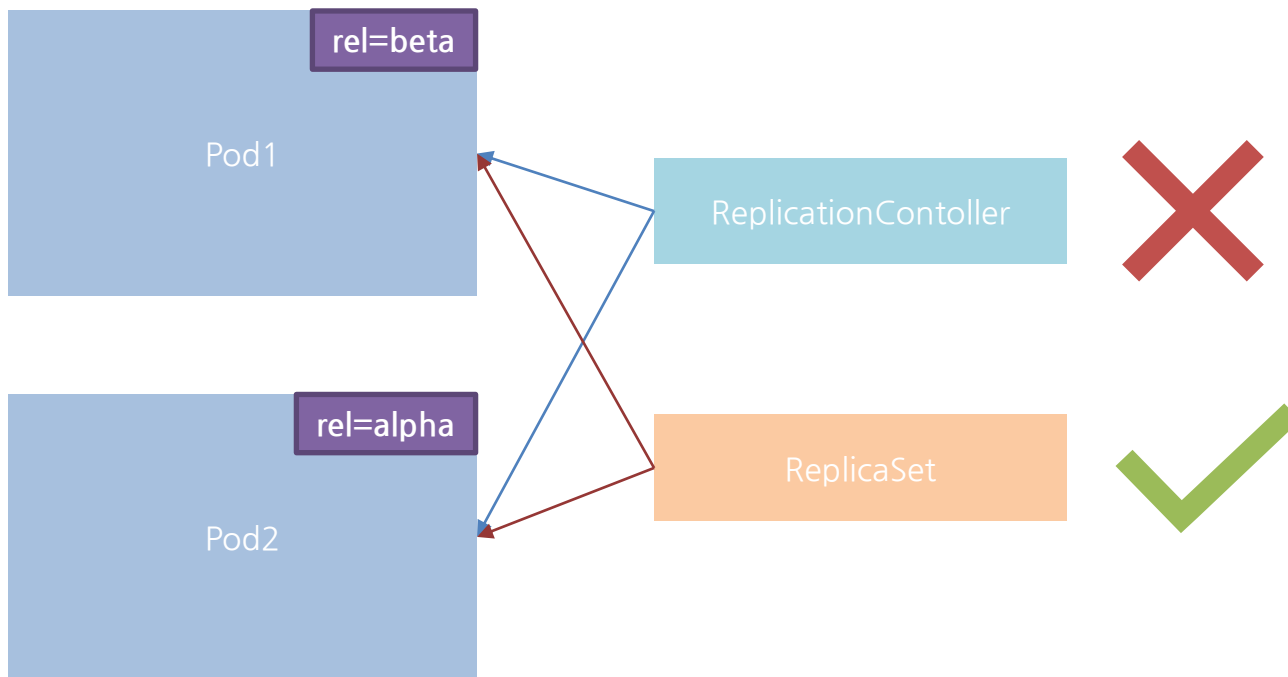 rel=beta
Pod1
ReplicationContoller
rel=alpha
ReplicaSet
Pod2